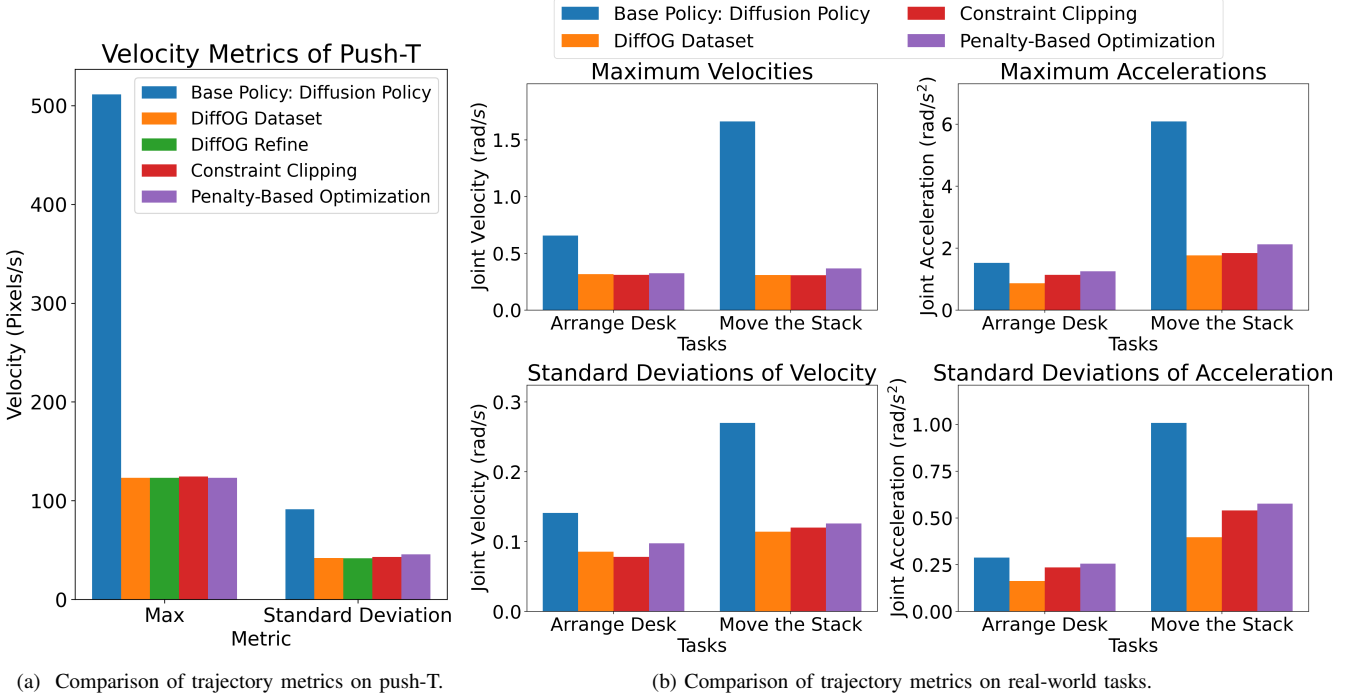 Velocity Metrics of Push-T
Base Policy: Diffusion Policy
DiffOG Dataset
DiffOG Refine
Constraint Clipping
Penalty-Based Optimization
Velocity (Pixels/s)
500
400
300
200
100
0
Max
Standard Deviation
Metric
(a) Comparison of trajectory metrics on push-T.
Base Policy: Diffusion Policy
DiffOG Dataset
Constraint Clipping
Penalty-Based Optimization
Maximum Velocities
Joint Velocity (rad/s)
1.5
1.0
0.5
0.0
Arrange Desk
Move the Stack
Tasks
Maximum Accelerations
Joint Acceleration (rad/s²)
6
4
2
0
Arrange Desk
Move the Stack
Tasks
Standard Deviations of Velocity
Joint Velocity (rad/s)
0.3
0.2
0.1
0.0
Arrange Desk
Move the Stack
Tasks
Standard Deviations of Acceleration
Joint Acceleration (rad/s²)
1.00
0.75
0.50
0.25
0.00
Arrange Desk
Move the Stack
Tasks
(b) Comparison of trajectory metrics on real-world tasks.